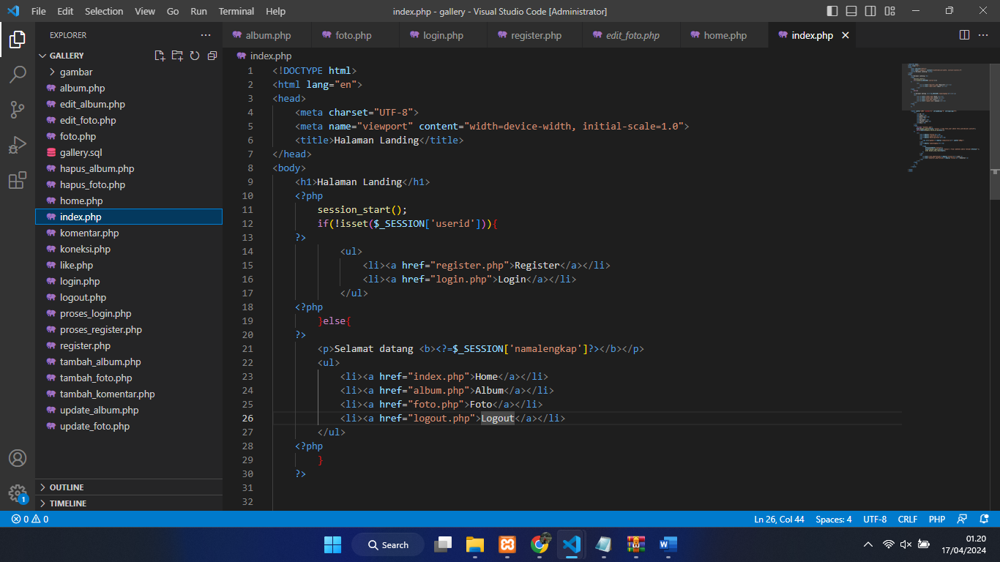 File Edit Selection View Go Run Terminal Help
index.php - gallery - Visual Studio Code [Administrator]
EXPLORER
GALLERY
gambar
album.php
edit_album.php
edit_foto.php
foto.php
gallery.sql
hapus_album.php
hapus_foto.php
home.php
index.php
komentar.php
koneksi.php
like.php
login.php
logout.php
proses_login.php
proses_register.php
register.php
tambah_album.php
tambah_foto.php
tambah_komentar.php
update_album.php
update_foto.php
OUTLINE
TIMELINE
album.php foto.php login.php register.php edit_foto.php home.php index.php
index.php
1 <!DOCTYPE html>
2 <html lang="en">
3 <head>
4 <meta charset="UTF-8">
5 <meta name="viewport" content="width=device-width, initial-scale=1.0">
6 <title>Halaman Landing</title>
7 </head>
8 <body>
9 <h1>Halaman Landing</h1>
10 <?php
11 session_start();
12 if(!isset($_SESSION['userid'])){
13 ?>
14 <ul>
15 <li><a href="register.php">Register</a></li>
16 <li><a href="login.php">Login</a></li>
17 </ul>
18 <?php
19 }else{
20 ?>
21 <p>Selamat datang <b><?=$_SESSION['namalengkap']?></b></p>
22 <ul>
23 <li><a href="index.php">Home</a></li>
24 <li><a href="album.php">Album</a></li>
25 <li><a href="foto.php">Foto</a></li>
26 <li><a href="logout.php">Logout</a></li>
27 </ul>
28 <?php
29 }
30 ?>
31
32
1
0 0
Ln 26, Col 44 Spaces: 4 UTF-8 CRLF PHP
Search
01.20
17/04/2024